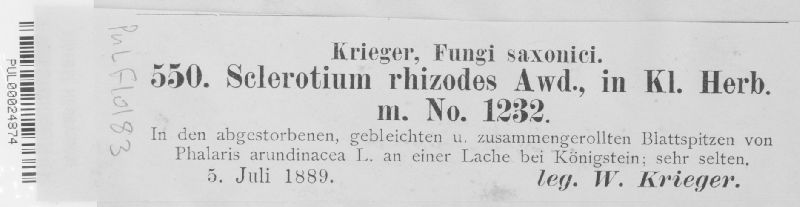 Krieger, Fungi saxonici.
550. Sclerotium rhizodes Awd., in Kl. Herb.
m. No. 1232.
In den abgestorbenen, gebleichten u. zusammengerollten Blattspitzen von
Phalaris arundinacea L. an einer Lache bei Königstein; sehr selten.
5. Juli 1889.
leg. W. Krieger.
PUL00024874
PuL F10183